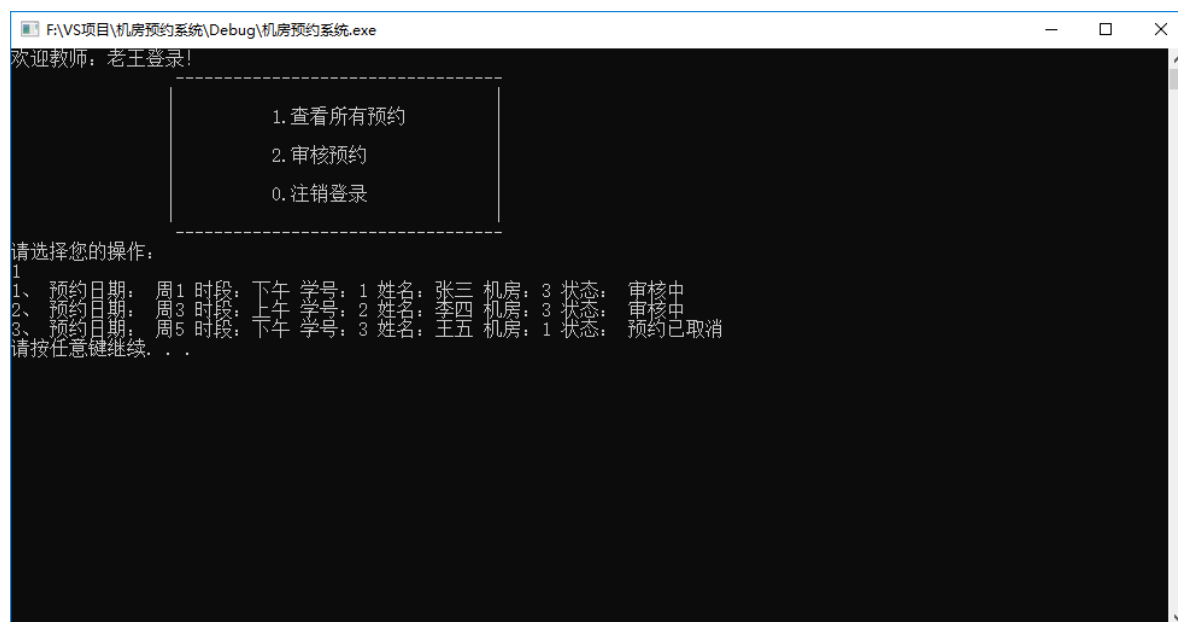 F:\VS项目\机房预约系统\Debug\机房预约系统.exe
欢迎教师：老王登录！
----------------------------------
1.查看所有预约
2.审核预约
0.注销登录
----------------------------------
请选择您的操作：
1
1、 预约日期： 周1 时段：下午 学号：1 姓名：张三 机房：3 状态： 审核中
2、 预约日期： 周3 时段：上午 学号：2 姓名：李四 机房：3 状态： 审核中
3、 预约日期： 周5 时段：下午 学号：3 姓名：王五 机房：1 状态： 预约已取消
请按任意键继续. . .